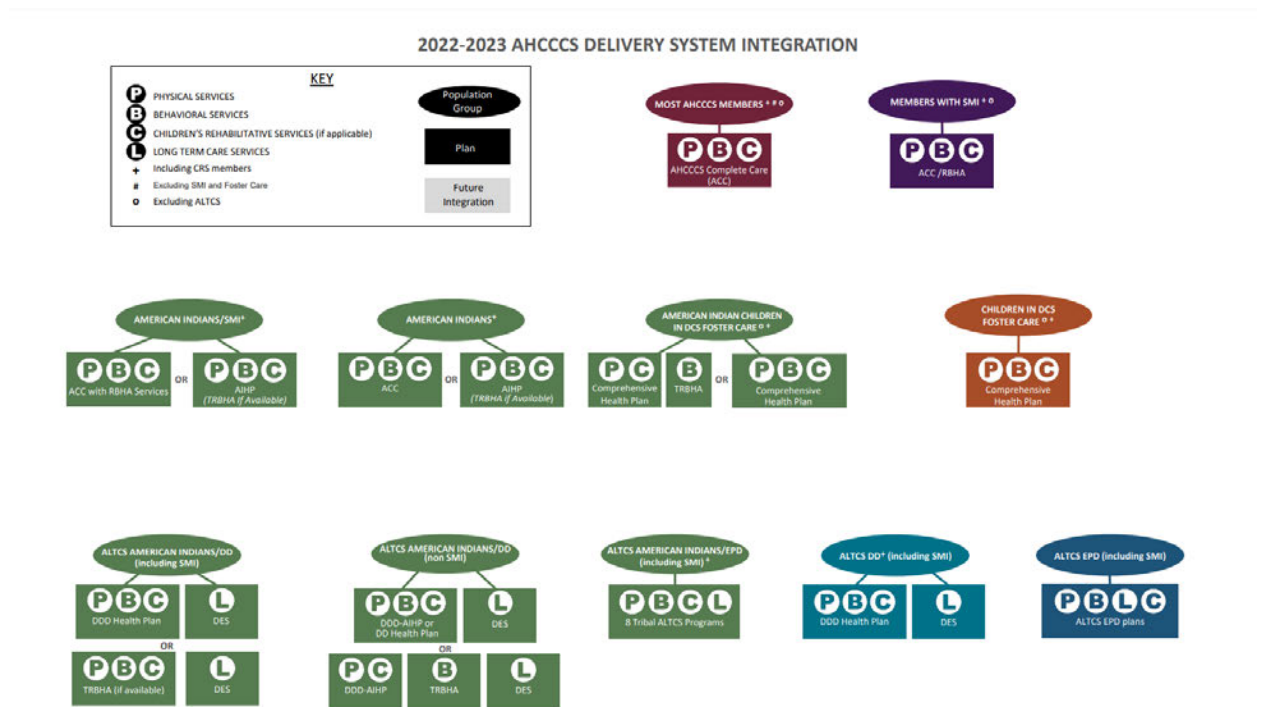 2022-2023 AHCCCS DELIVERY SYSTEM INTEGRATION
KEY
P PHYSICAL SERVICES
B BEHAVIORAL SERVICES
C CHILDREN'S REHABILITATIVE SERVICES (if applicable)
L LONG TERM CARE SERVICES
+ Including CRS members
# Excluding SMI and Foster Care
o Excluding ALTCS
Population
Group
Plan
Future
Integration
MOST AHCCCS MEMBERS + # o
P B C
AHCCCS Complete Care
(ACC)
MEMBERS WITH SMI + o
P B C
ACC /RBHA
AMERICAN INDIANS/SMI+
P B C
ACC with RBHA Services
OR
P B C
AIHP
(TRBHA If Available)
AMERICAN INDIANS+
P B C
ACC
OR
P B C
AIHP
(TRBHA If Available)
AMERICAN INDIAN CHILDREN
IN DCS FOSTER CARE o +
P C
Comprehensive
Health Plan
B
TRBHA
OR
P B C
Comprehensive
Health Plan
CHILDREN IN DCS
FOSTER CARE o +
P B C
Comprehensive
Health Plan
ALTCS AMERICAN INDIANS/DD
(including SMI)
P B C
DDD Health Plan
L
DES
OR
P B C
TRBHA (if available)
L
DES
ALTCS AMERICAN INDIANS/DD
(non SMI)
P B C
DDD-AIHP or
DD Health Plan
L
DES
OR
P C
DDD-AIHP
B
TRBHA
L
DES
ALTCS AMERICAN INDIANS/EPD
(including SMI) +
P B C L
8 Tribal ALTCS Programs
ALTCS DD+ (including SMI)
P B C
DDD Health Plan
L
DES
ALTCS EPD (including SMI)
P B L C
ALTCS EPD plans